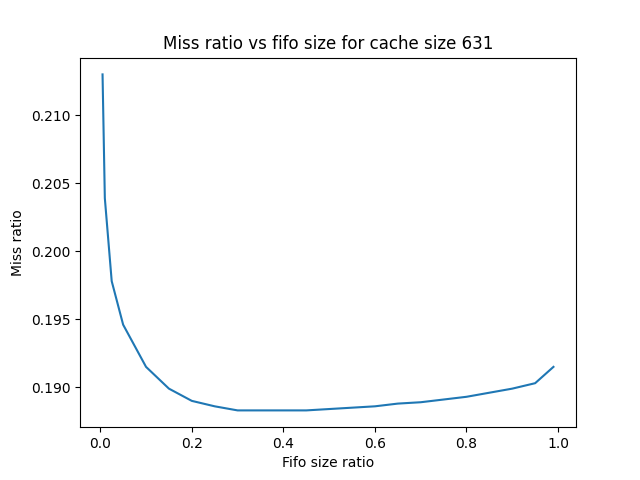 Miss ratio vs fifo size for cache size 631
0.210
0.205
0.200
0.195
0.190
Miss ratio
0.0 0.2 0.4 0.6 0.8 1.0
Fifo size ratio